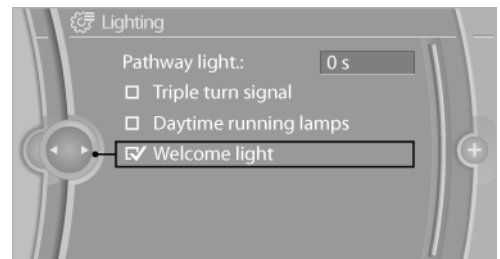 Lighting
Pathway light.: 0 s
Triple turn signal
Daytime running lamps
Welcome light